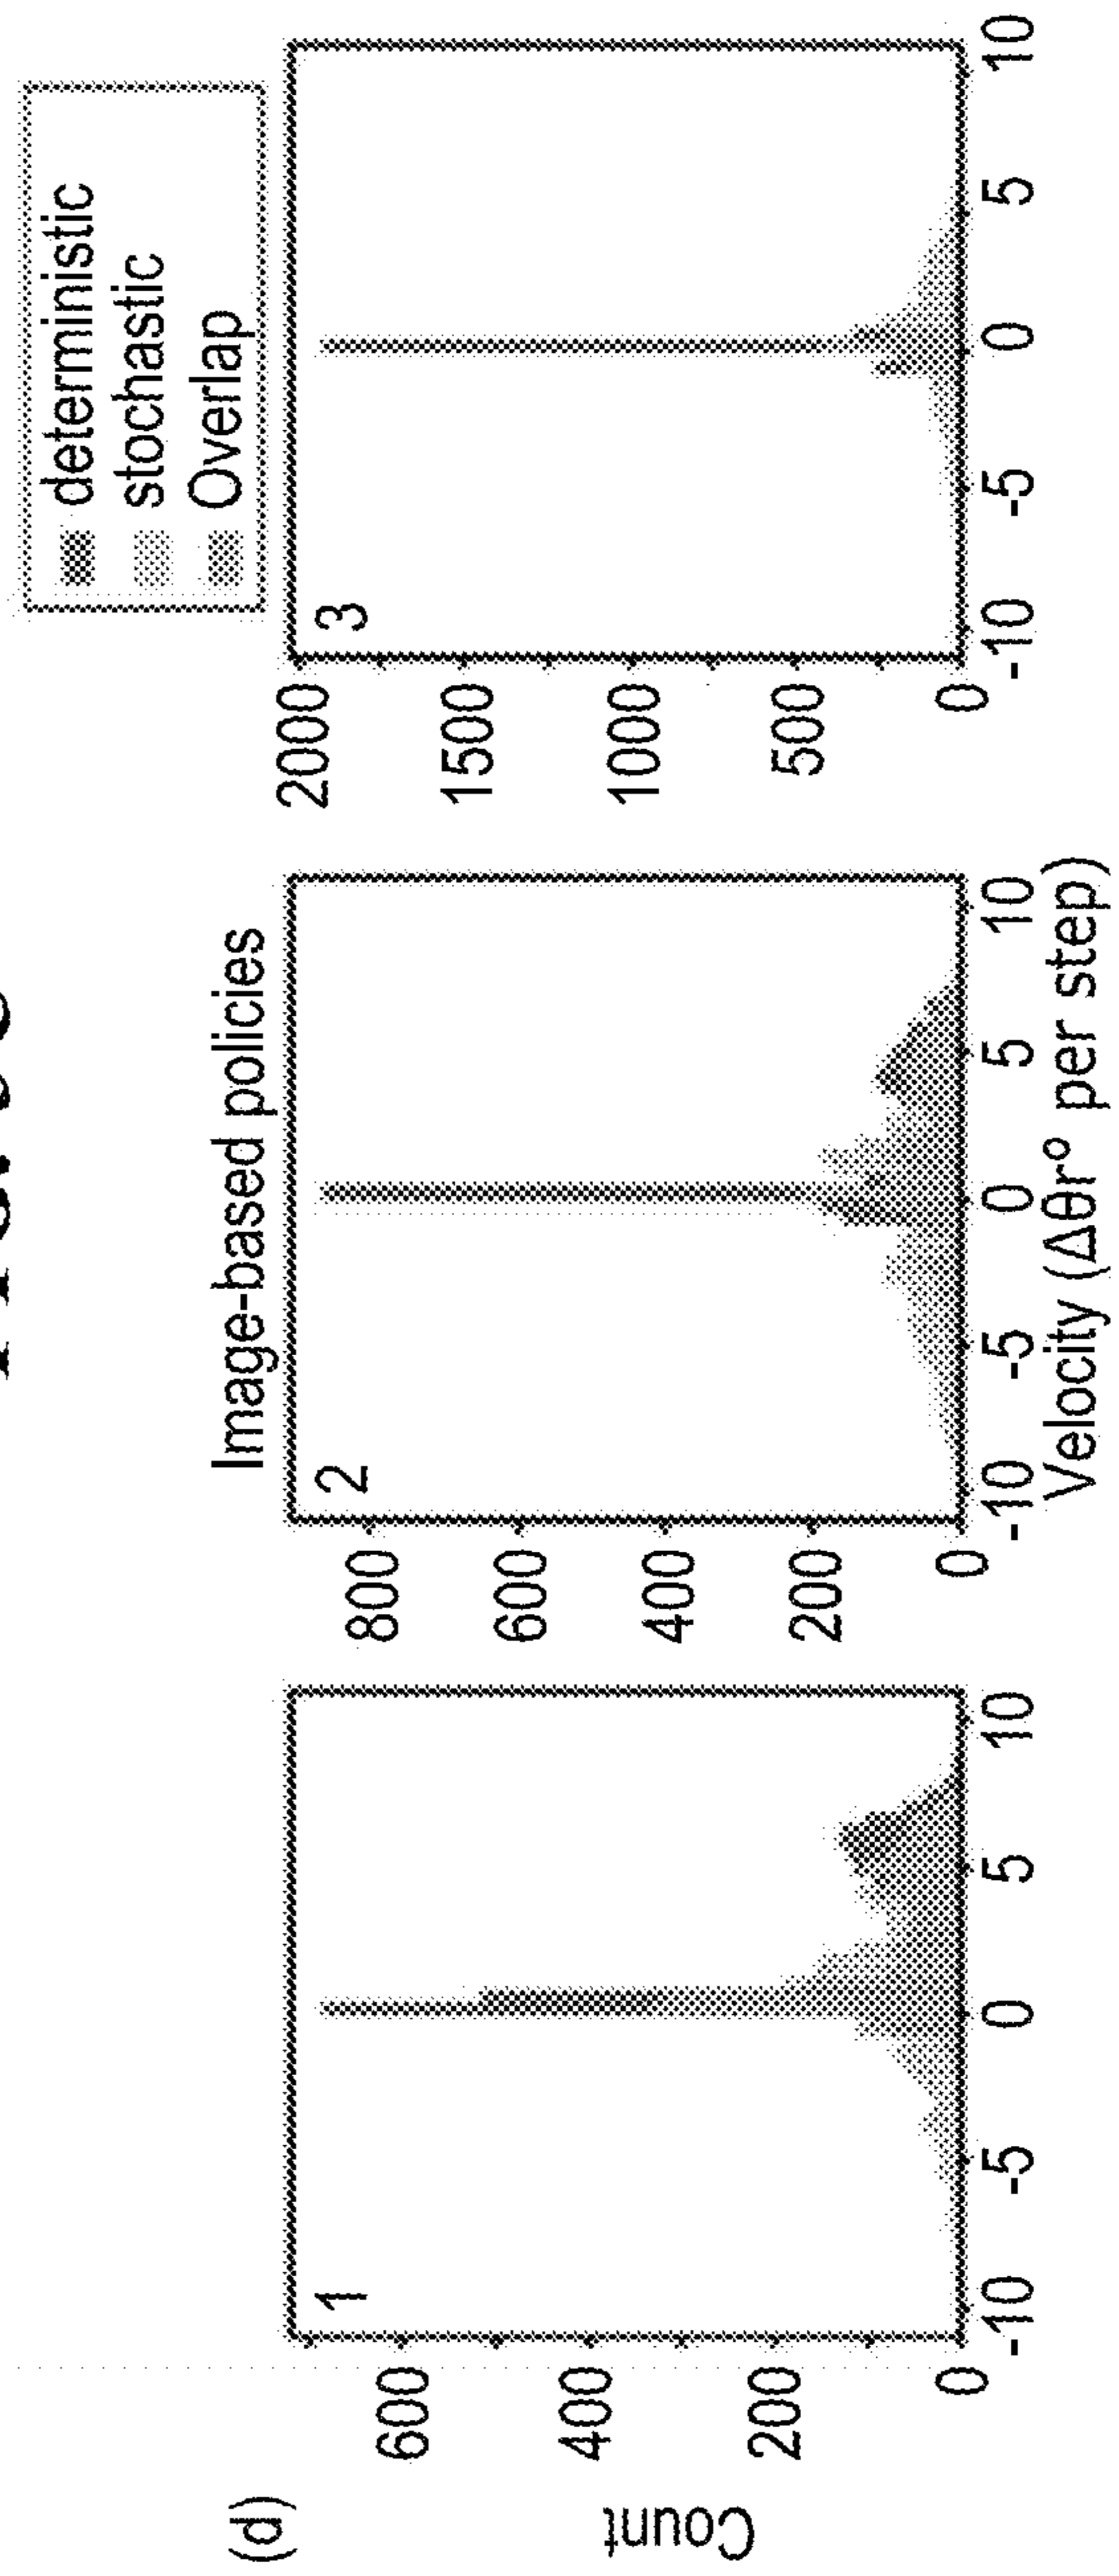 (d)
Image-based policies
deterministic
stochastic
Overlap
Count
1
600
400
200
0
-10 -5 0 5 10
2
800
600
400
200
0
-10 -5 0 5 10
Velocity (Δθr° per step)
3
2000
1500
1000
500
0
-10 -5 0 5 10